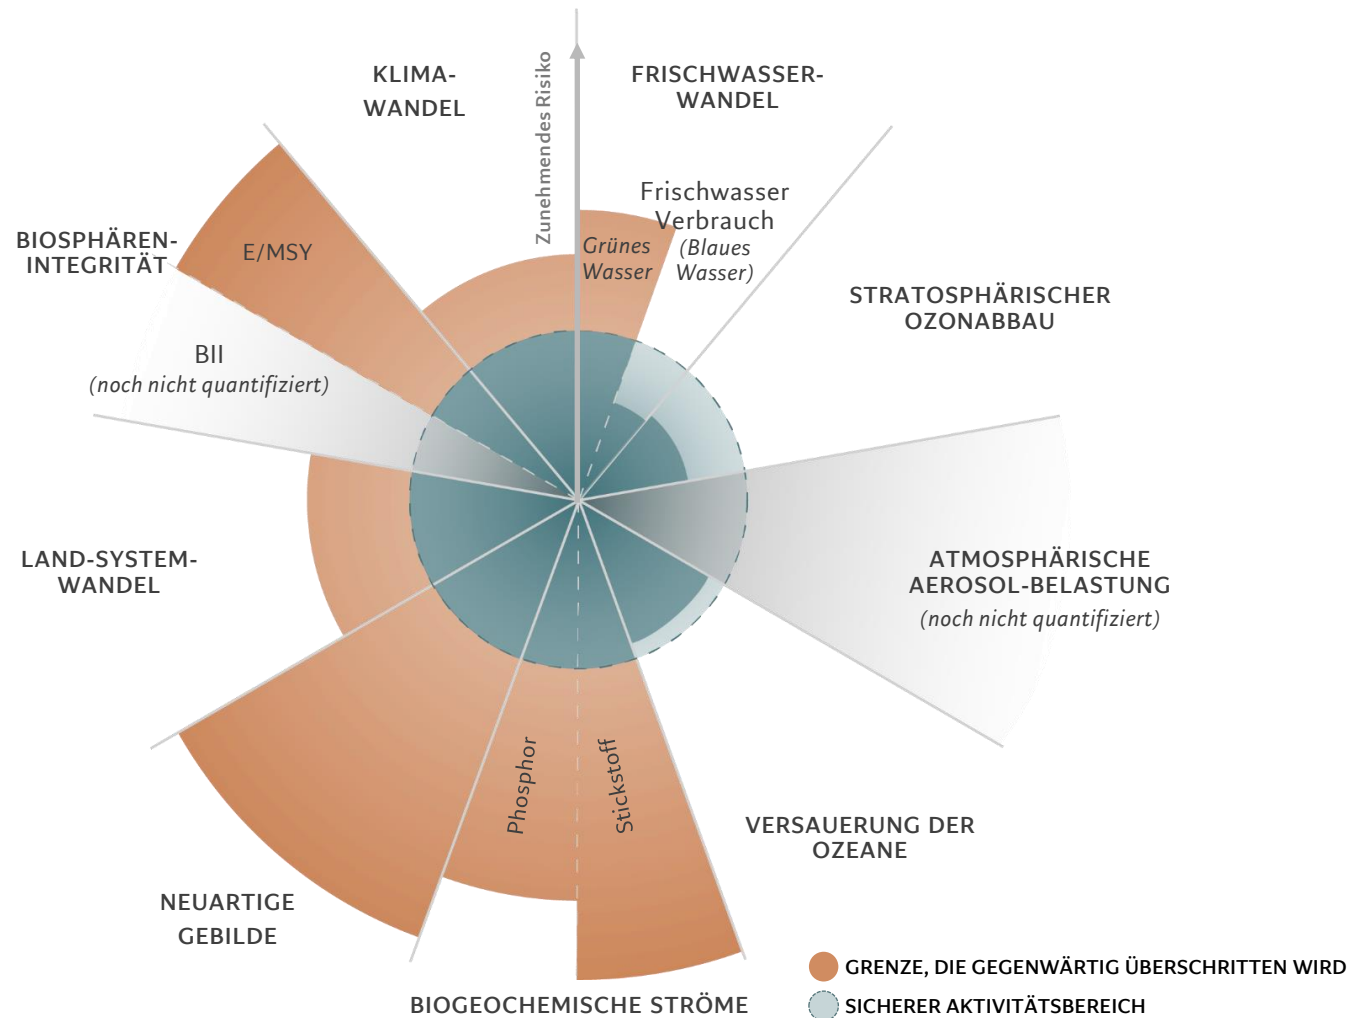 KLIMA-
WANDEL
Zunehmendes Risiko
FRISCHWASSER-
WANDEL
Frischwasser
Verbrauch
(Blaues
Wasser)
Grünes
Wasser
BIOSPHÄREN-
INTEGRITÄT
E/MSY
BII
(noch nicht quantifiziert)
STRATOSPHÄRISCHER
OZONABBAU
LAND-SYSTEM-
WANDEL
ATMOSPHÄRISCHE
AEROSOL-BELASTUNG
(noch nicht quantifiziert)
Phosphor
Stickstoff
VERSAUERUNG DER
OZEANE
NEUARTIGE
GEBILDE
BIOGEOCHEMISCHE STRÖME
GRENZE, DIE GEGENWÄRTIG ÜBERSCHRITTEN WIRD
SICHERER AKTIVITÄTSBEREICH